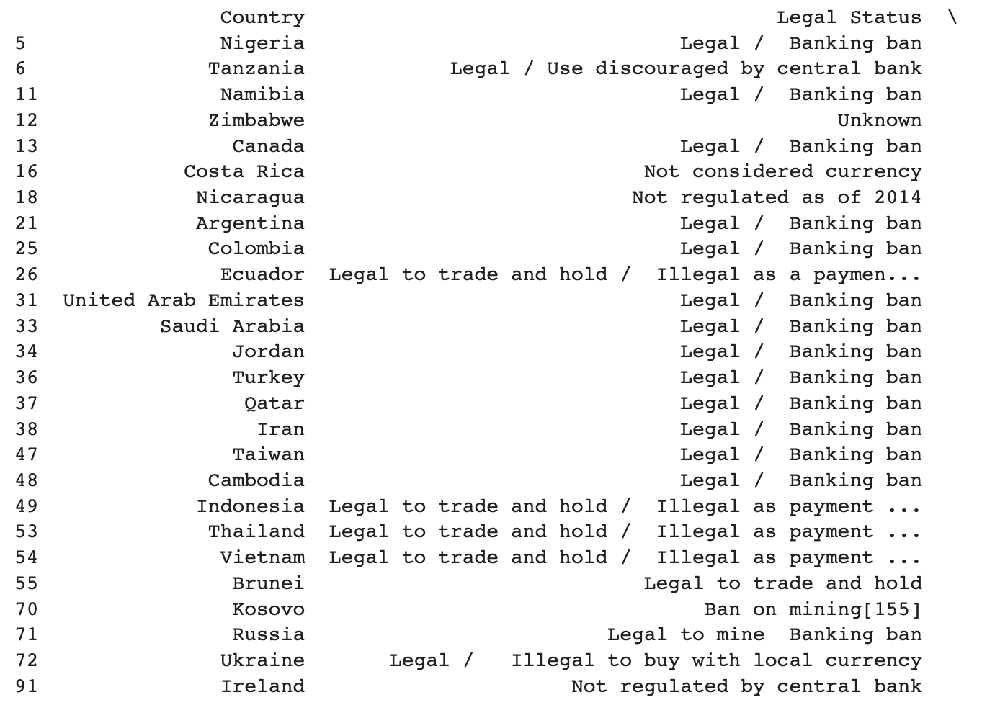 Country Legal Status \
5 Nigeria Legal / Banking ban
6 Tanzania Legal / Use discouraged by central bank
11 Namibia Legal / Banking ban
12 Zimbabwe Unknown
13 Canada Legal / Banking ban
16 Costa Rica Not considered currency
18 Nicaragua Not regulated as of 2014
21 Argentina Legal / Banking ban
25 Colombia Legal / Banking ban
26 Ecuador Legal to trade and hold / Illegal as a paymen...
31 United Arab Emirates Legal / Banking ban
33 Saudi Arabia Legal / Banking ban
34 Jordan Legal / Banking ban
36 Turkey Legal / Banking ban
37 Qatar Legal / Banking ban
38 Iran Legal / Banking ban
47 Taiwan Legal / Banking ban
48 Cambodia Legal / Banking ban
49 Indonesia Legal to trade and hold / Illegal as payment ...
53 Thailand Legal to trade and hold / Illegal as payment ...
54 Vietnam Legal to trade and hold / Illegal as payment ...
55 Brunei Legal to trade and hold
70 Kosovo Ban on mining[155]
71 Russia Legal to mine Banking ban
72 Ukraine Legal / Illegal to buy with local currency
91 Ireland Not regulated by central bank